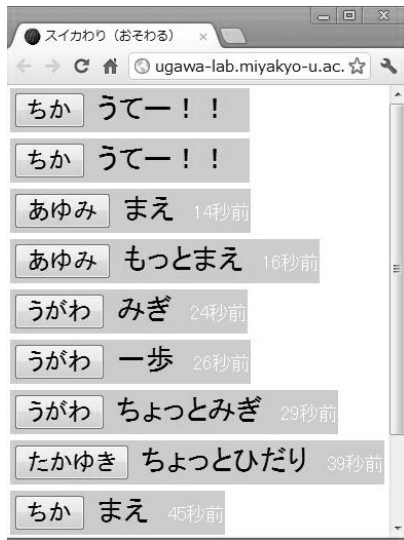 スイカわり（おそわる）
ugawa-lab.miyakyo-u.ac.
ちか うてー！！
ちか うてー！！
あゆみ まえ 14秒前
あゆみ もっとまえ 16秒前
うがわ みぎ 24秒前
うがわ 一歩 26秒前
うがわ ちょっとみぎ 29秒前
たかゆき ちょっとひだり 39秒前
ちか まえ 45秒前